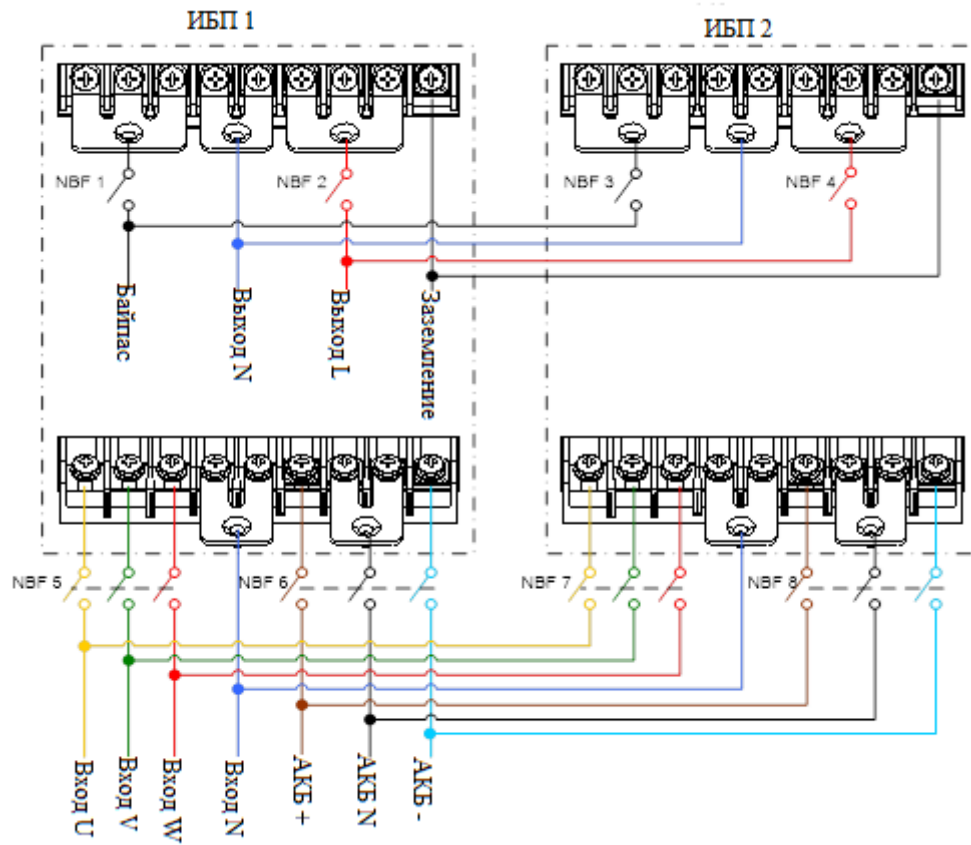 ИБП 1
ИБП 2
NBF 1
NBF 2
NBF 3
NBF 4
Байпас
Выход N
Выход L
Заземление
NBF 5
NBF 6
NBF 7
NBF 8
Вход U
Вход V
Вход W
Вход N
АКБ +
АКБ N
АКБ -